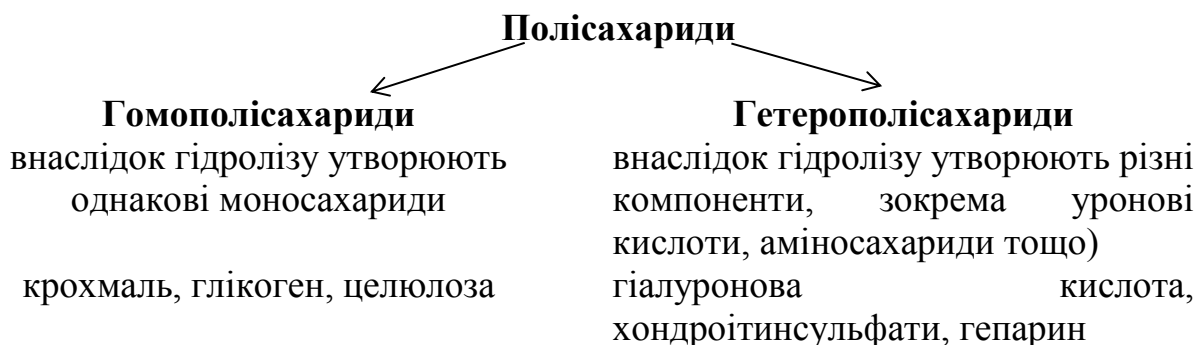 Полісахариди
Гомополісахариди
внаслідок гідролізу утворюють
однакові моносахариди
крохмаль, глікоген, целюлоза
Гетерополісахариди
внаслідок гідролізу утворюють різні
компоненти, зокрема уронові
кислоти, аміносахариди тощо)
гіалуронова кислота,
хондроітинсульфати, гепарин